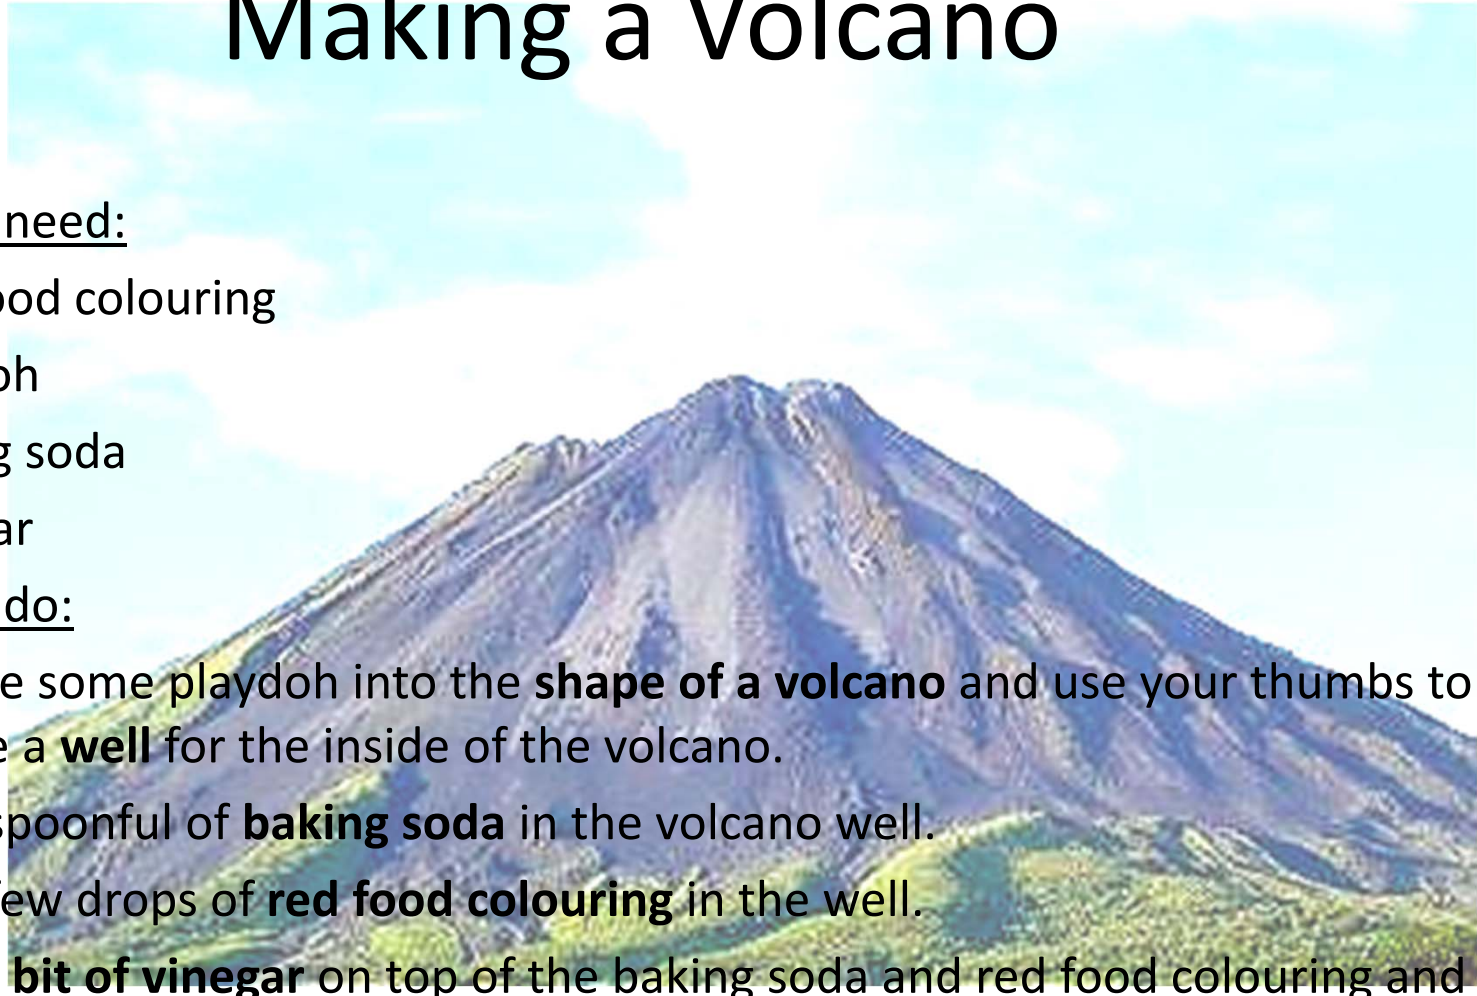 Making a Volcano
need:
ood colouring
oh
g soda
ar
do:
e some playdoh into the shape of a volcano and use your thumbs to
e a well for the inside of the volcano.
spoonful of baking soda in the volcano well.
ew drops of red food colouring in the well.
bit of vinegar on top of the baking soda and red food colouring and